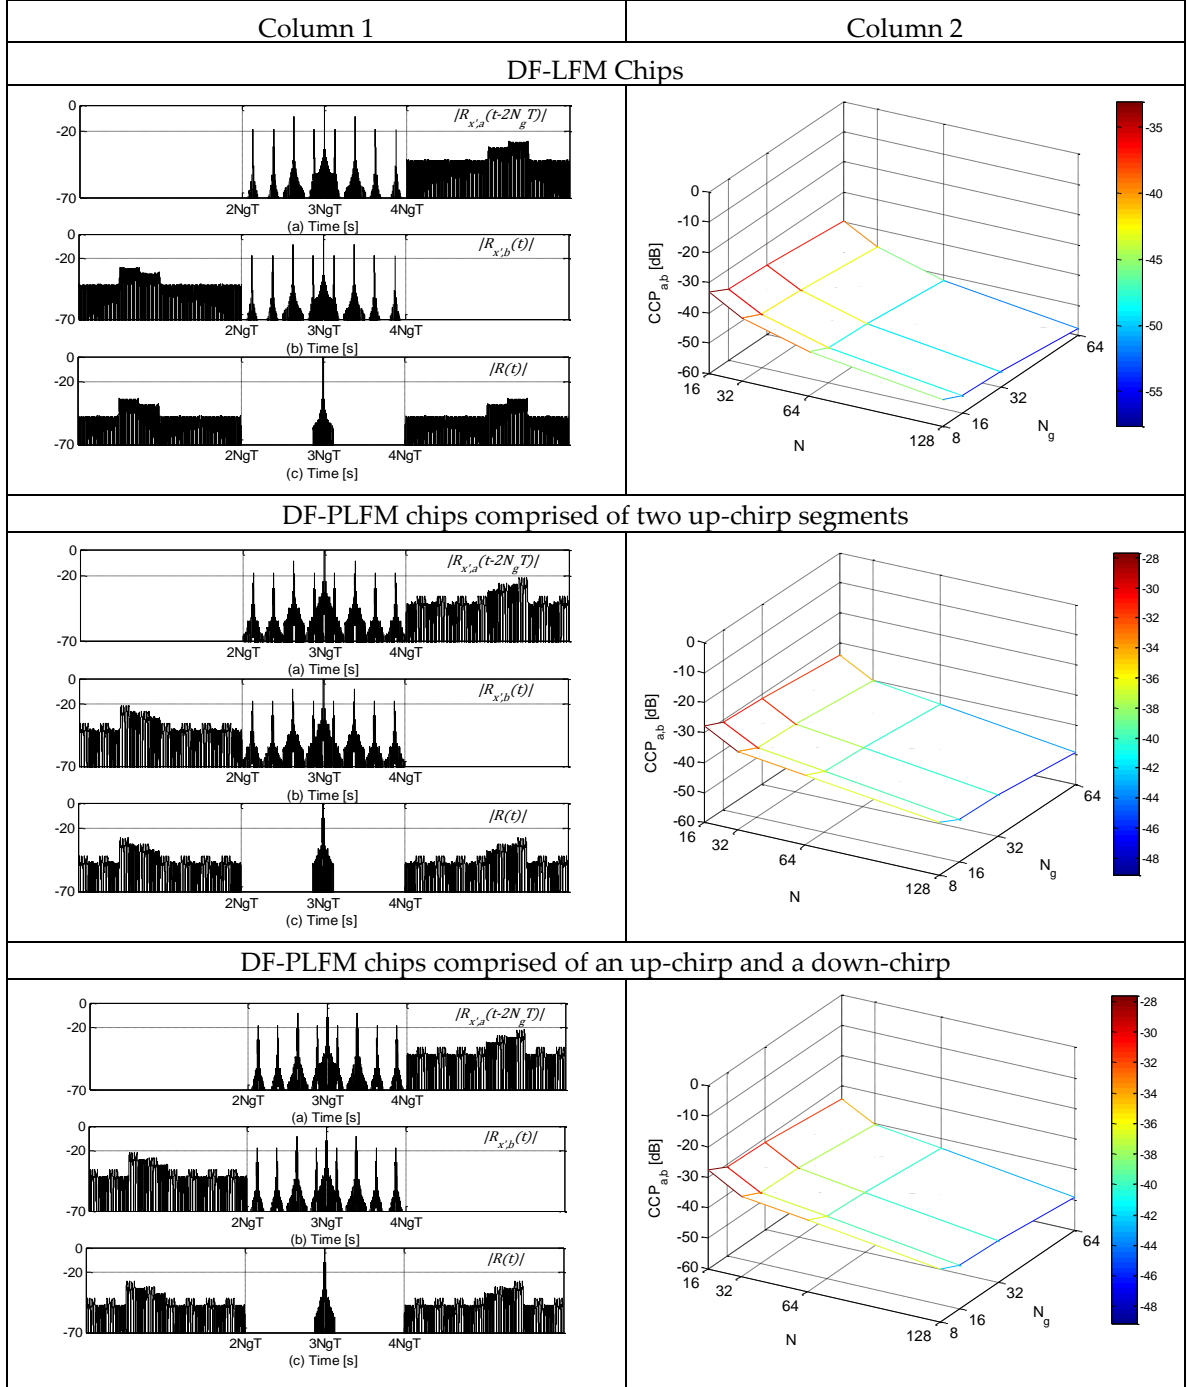 Column 1
Column 2
DF-LFM Chips
0
-20
-70
|R_{x',a}(t-2N_gT)|
2NgT 3NgT 4NgT
(a) Time [s]
0
-20
-70
|R_{x',b}(t)|
2NgT 3NgT 4NgT
(b) Time [s]
0
-20
-70
|R(t)|
2NgT 3NgT 4NgT
(c) Time [s]
0
-10
-20
-30
-40
-50
-60
CCP_{a,b} [dB]
16 32 64 128
N
8 16 32 64
N_g
-35
-40
-45
-50
-55
DF-PLFM chips comprised of two up-chirp segments
0
-20
-70
|R_{x',a}(t-2N_gT)|
2NgT 3NgT 4NgT
(a) Time [s]
0
-20
-70
|R_{x',b}(t)|
2NgT 3NgT 4NgT
(b) Time [s]
0
-20
-70
|R(t)|
2NgT 3NgT 4NgT
(c) Time [s]
0
-10
-20
-30
-40
-50
-60
CCP_{a,b} [dB]
16 32 64 128
N
8 16 32 64
N_g
-28
-30
-32
-34
-36
-38
-40
-42
-44
-46
-48
DF-PLFM chips comprised of an up-chirp and a down-chirp
0
-20
-70
|R_{x',a}(t-2N_gT)|
2NgT 3NgT 4NgT
(a) Time [s]
0
-20
-70
|R_{x',b}(t)|
2NgT 3NgT 4NgT
(b) Time [s]
0
-20
-70
|R(t)|
2NgT 3NgT 4NgT
(c) Time [s]
0
-10
-20
-30
-40
-50
-60
CCP_{a,b} [dB]
16 32 64 128
N
8 16 32 64
N_g
-28
-30
-32
-34
-36
-38
-40
-42
-44
-46
-48